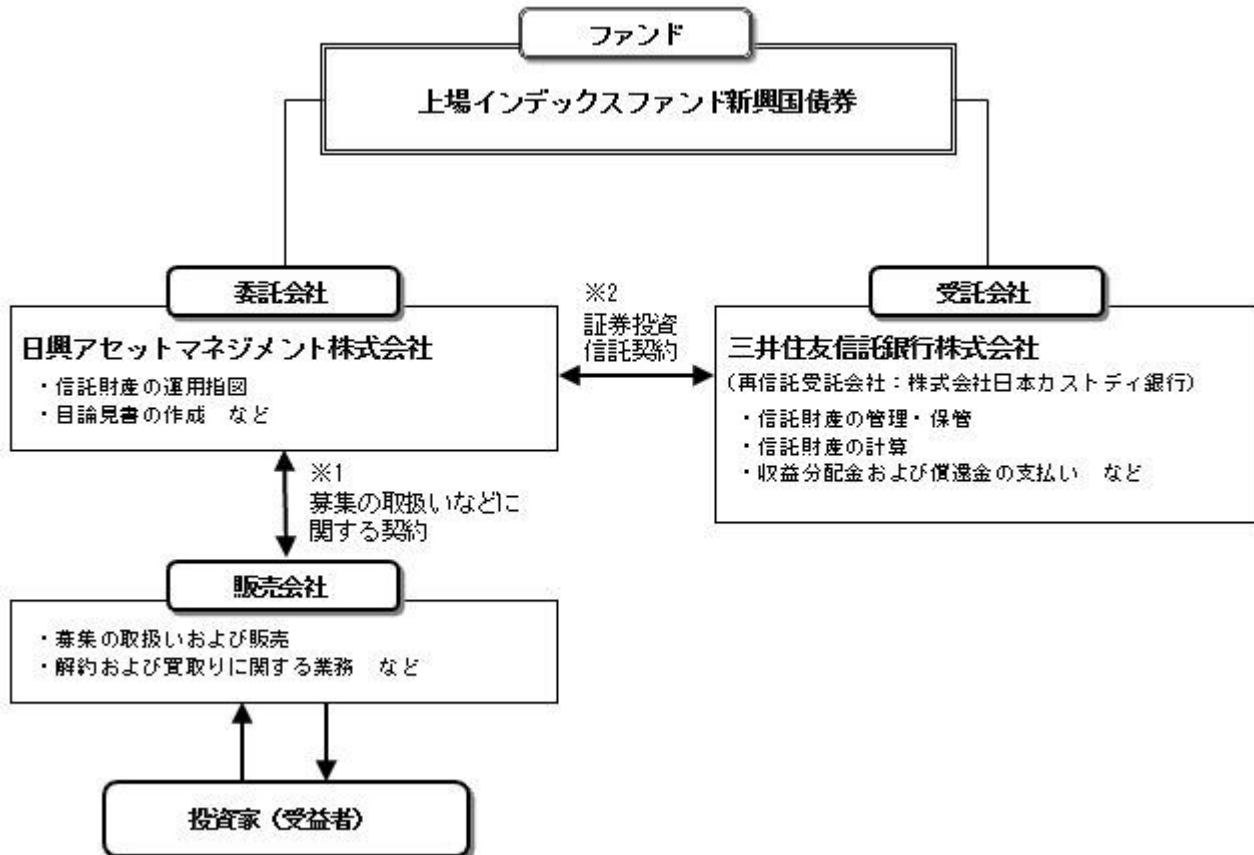 ファンド
上場インデックスファンド新興国債券
委託会社
日興アセットマネジメント株式会社
・信託財産の運用指図
・目論見書の作成 など
※2
証券投資
信託契約
受託会社
三井住友信託銀行株式会社
(再信託受託会社:株式会社日本カストディ銀行)
・信託財産の管理・保管
・信託財産の計算
・収益分配金および償還金の支払い など
※1
募集の取扱いなどに
関する契約
販売会社
・募集の取扱いおよび販売
・解約および買取りに関する業務 など
投資家(受益者)